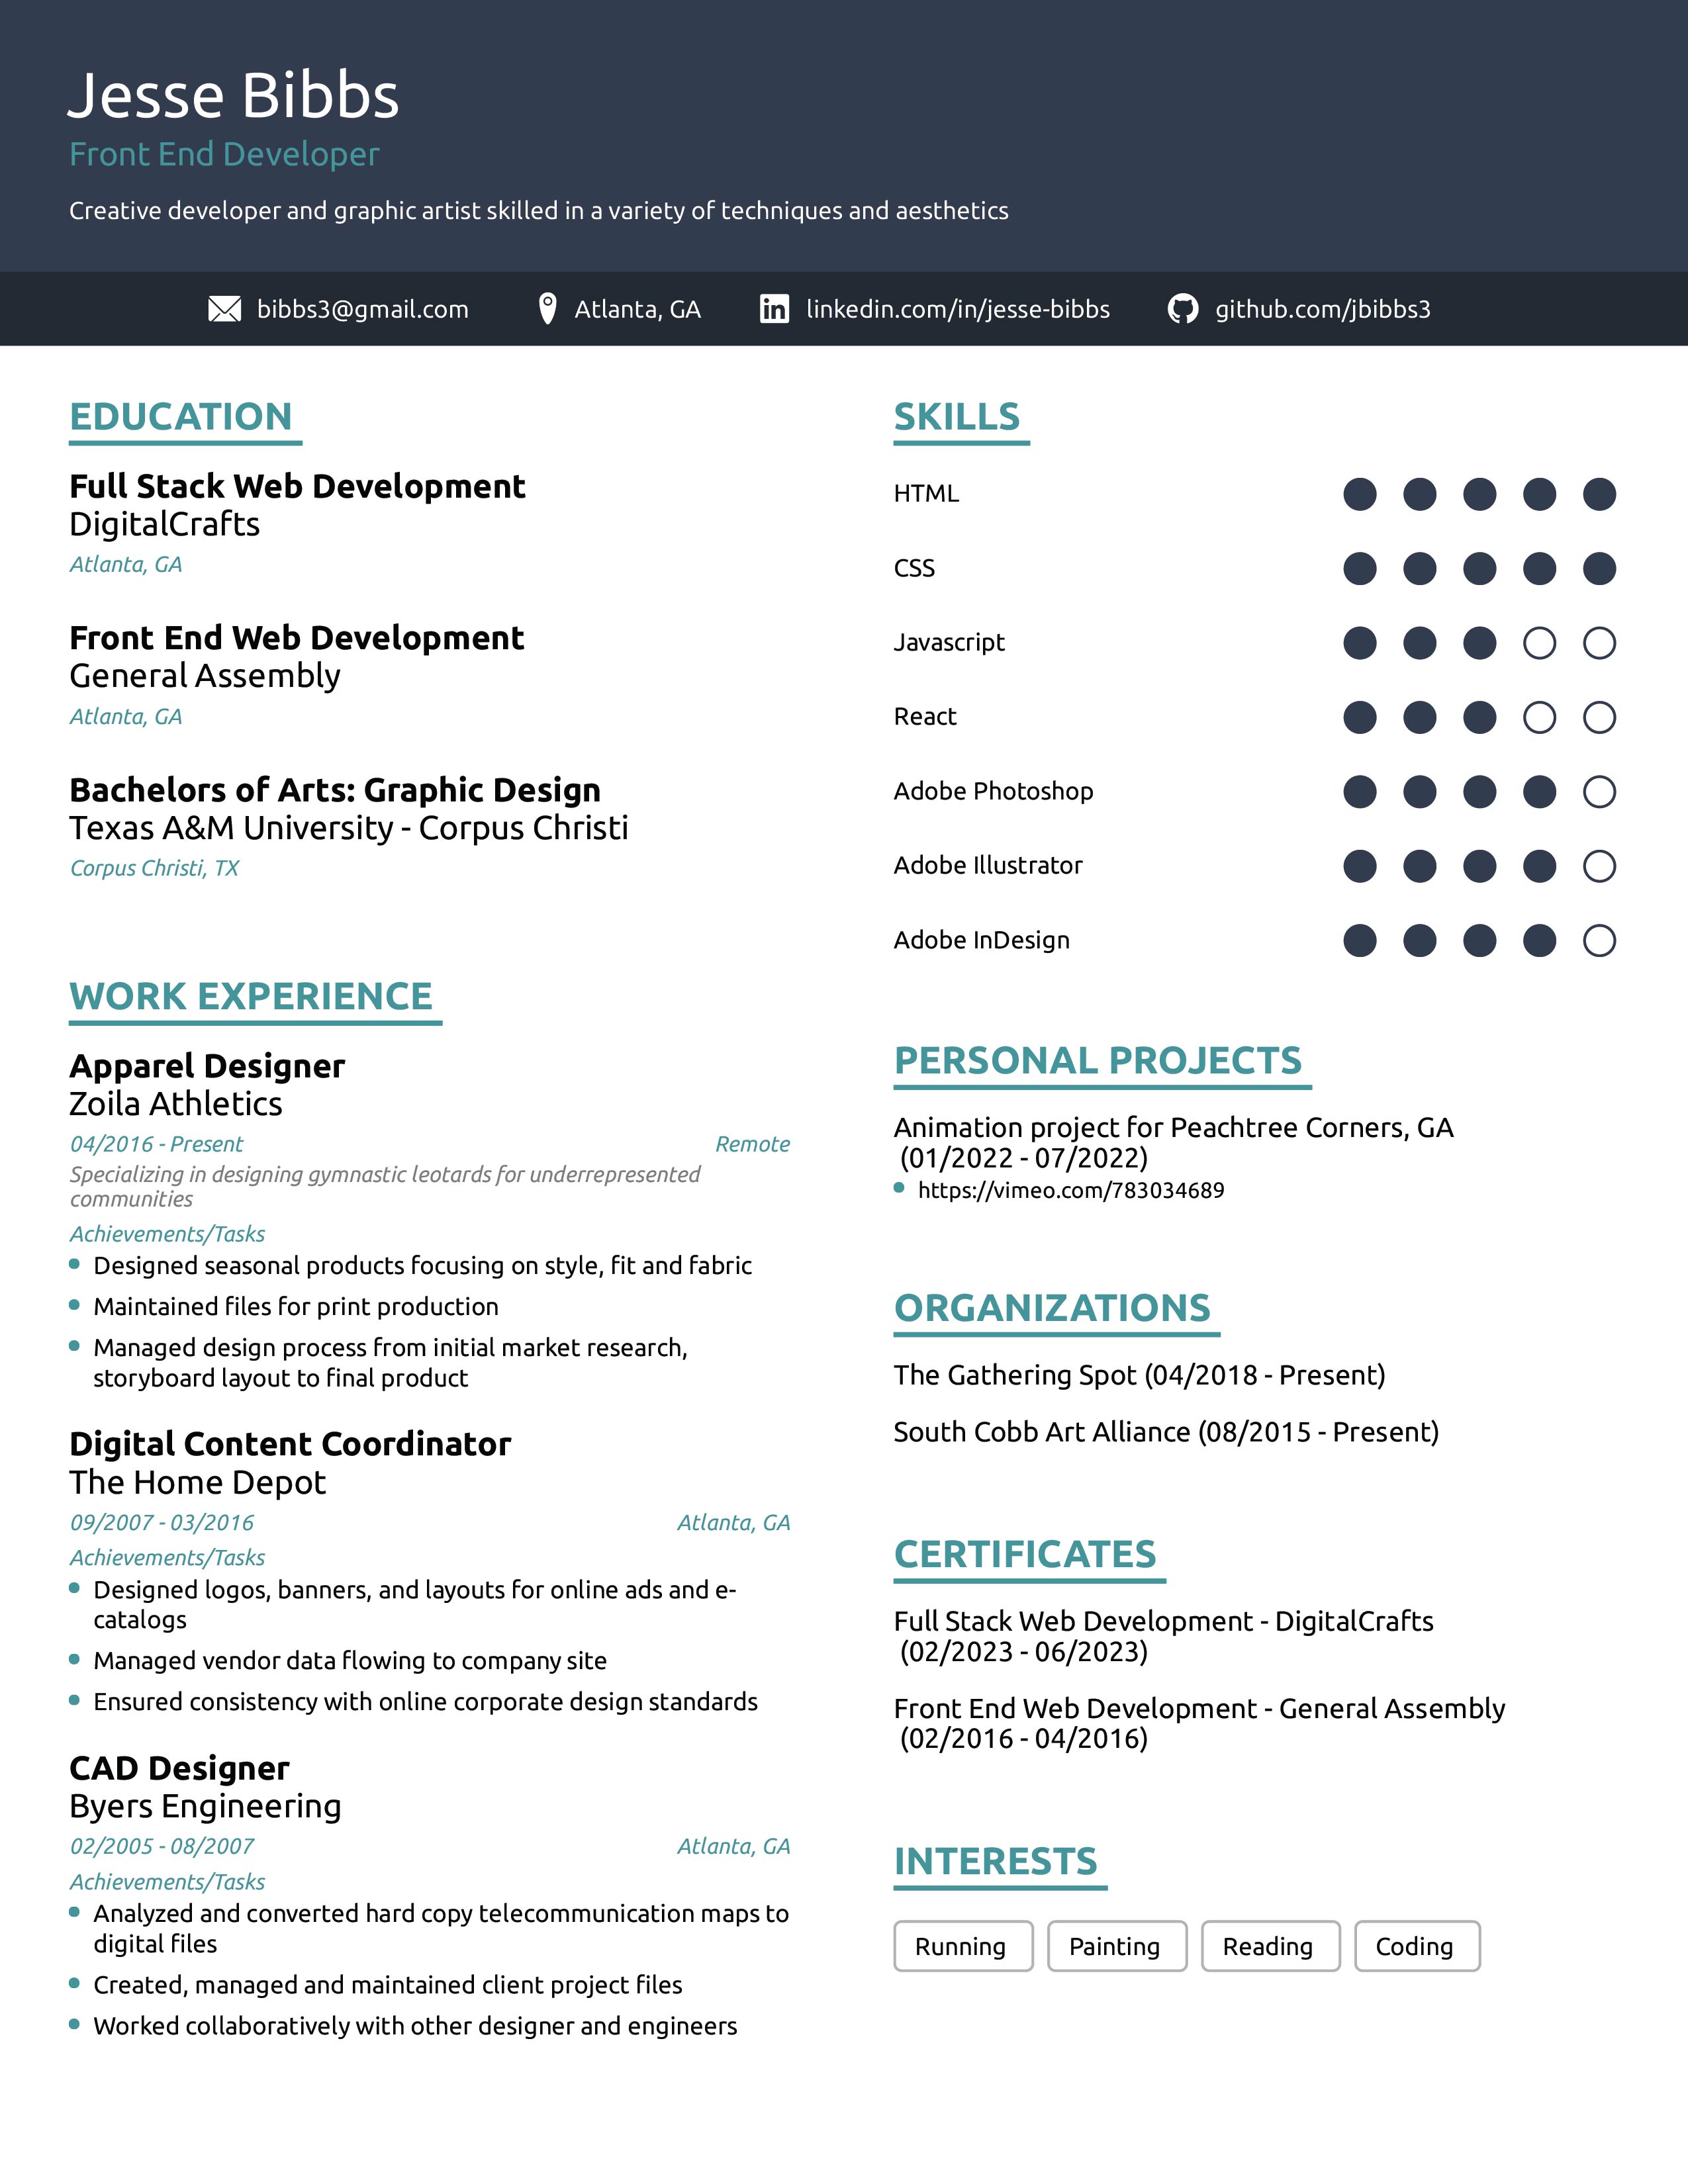 Jesse Bibbs
Front End Developer
Creative developer and graphic artist skilled in a variety of techniques and aesthetics
bibbs3@gmail.com
Atlanta, GA
linkedin.com/in/jesse-bibbs
github.com/jbibbs3
EDUCATION
Full Stack Web Development
DigitalCrafts
Atlanta, GA
Front End Web Development
General Assembly
Atlanta, GA
Bachelors of Arts: Graphic Design
Texas A&M University - Corpus Christi
Corpus Christi, TX
WORK EXPERIENCE
Apparel Designer
Zoila Athletics
04/2016 - Present
Remote
Specializing in designing gymnastic leotards for underrepresented
communities
Achievements/Tasks
Designed seasonal products focusing on style, fit and fabric
Maintained files for print production
Managed design process from initial market research,
storyboard layout to final product
Digital Content Coordinator
The Home Depot
09/2007 - 03/2016
Atlanta, GA
Achievements/Tasks
Designed logos, banners, and layouts for online ads and e-
catalogs
Managed vendor data flowing to company site
Ensured consistency with online corporate design standards
CAD Designer
Byers Engineering
02/2005 - 08/2007
Atlanta, GA
Achievements/Tasks
Analyzed and converted hard copy telecommunication maps to
digital files
Created, managed and maintained client project files
Worked collaboratively with other designer and engineers
SKILLS
HTML
CSS
Javascript
React
Adobe Photoshop
Adobe Illustrator
Adobe InDesign
PERSONAL PROJECTS
Animation project for Peachtree Corners, GA
(01/2022 - 07/2022)
https://vimeo.com/783034689
ORGANIZATIONS
The Gathering Spot (04/2018 - Present)
South Cobb Art Alliance (08/2015 - Present)
CERTIFICATES
Full Stack Web Development - DigitalCrafts
(02/2023 - 06/2023)
Front End Web Development - General Assembly
(02/2016 - 04/2016)
INTERESTS
Running
Painting
Reading
Coding